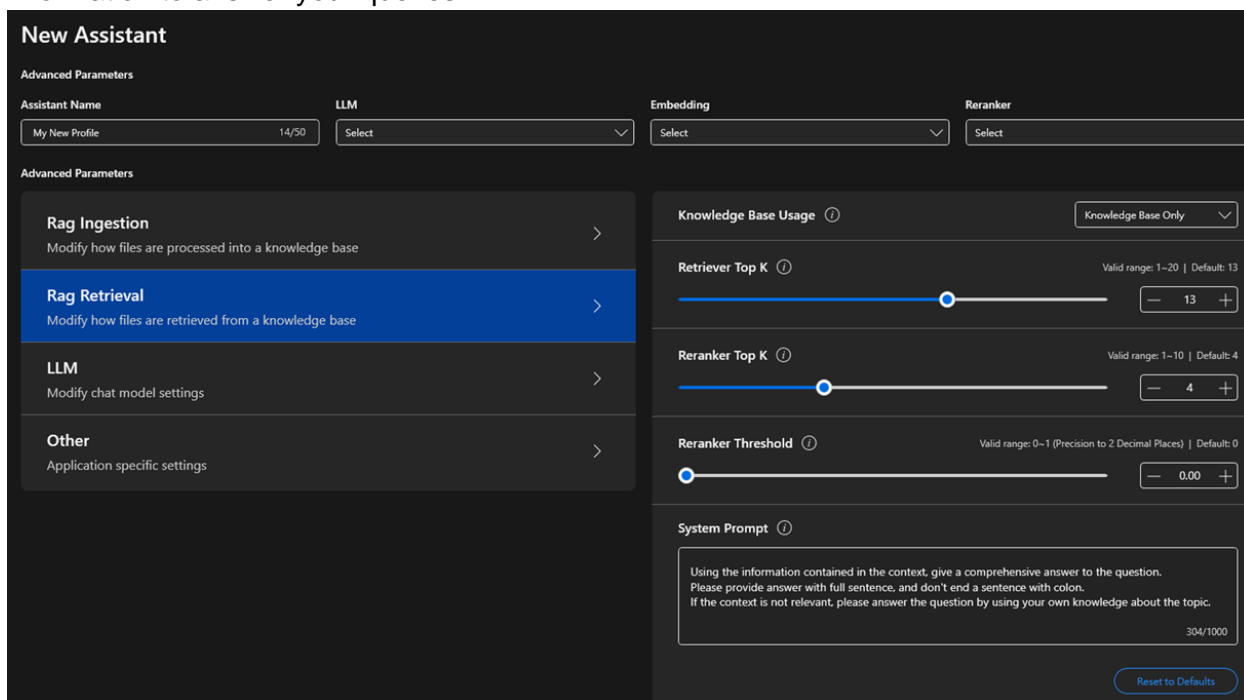 New Assistant
Advanced Parameters
Assistant Name
LLM
Embedding
Reranker
My New Profile 14/50
Select
Select
Select
Advanced Parameters
Rag Ingestion
Modify how files are processed into a knowledge base
Rag Retrieval
Modify how files are retrieved from a knowledge base
LLM
Modify chat model settings
Other
Application specific settings
Knowledge Base Usage
Knowledge Base Only
Retriever Top K
Valid range: 1~20 | Default: 13
13
Reranker Top K
Valid range: 1~10 | Default: 4
4
Reranker Threshold
Valid range: 0~1 (Precision to 2 Decimal Places) | Default: 0
0.00
System Prompt
Using the information contained in the context, give a comprehensive answer to the question.
Please provide answer with full sentence, and don't end a sentence with colon.
If the context is not relevant, please answer the question by using your own knowledge about the topic.
304/1000
Reset to Defaults